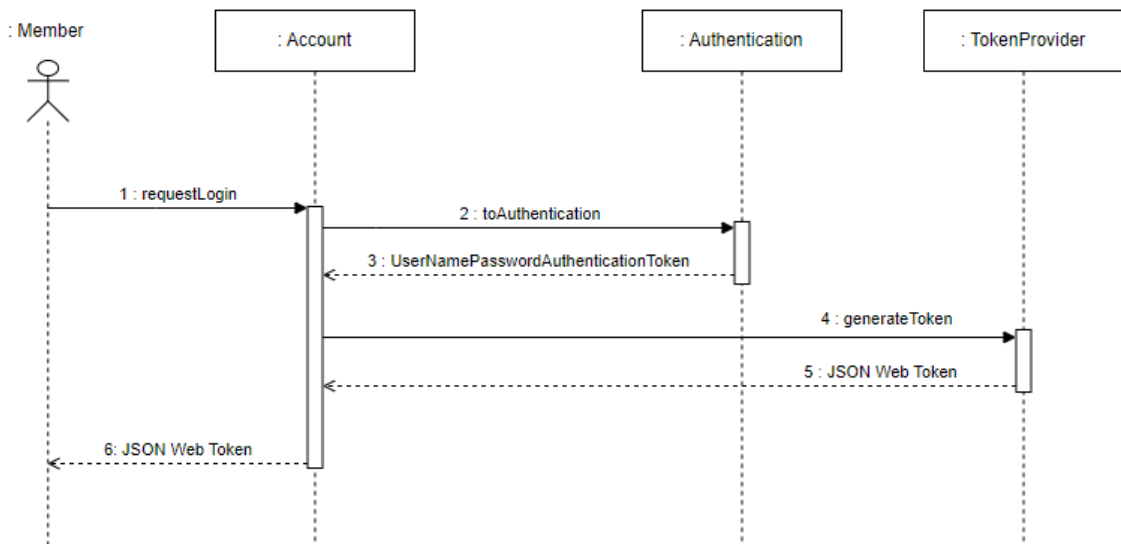 : Member
: Account
: Authentication
: TokenProvider
1 : requestLogin
2 : toAuthentication
3 : UserNamePasswordAuthenticationToken
4 : generateToken
5 : JSON Web Token
6: JSON Web Token